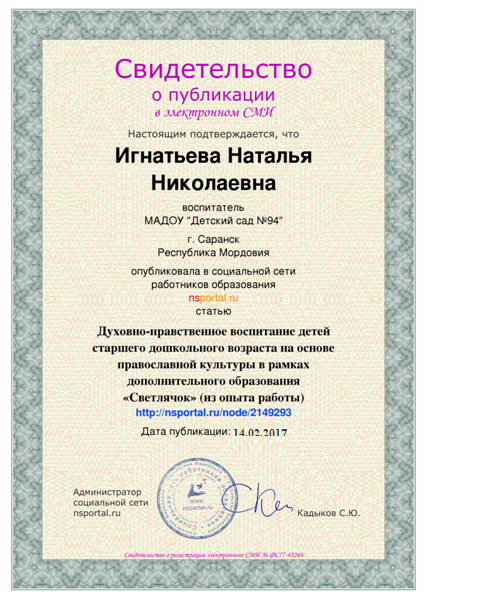 Свидетельство
о публикации
в электронном СМИ
Настоящим подтверждается, что
Игнатьева Наталья
Николаевна
воспитатель
МАДОУ "Детский сад №94"
г. Саранск
Республика Мордовия
опубликовала в социальной сети
работников образования
nsportal.ru
статью
Духовно-нравственное воспитание детей
старшего дошкольного возраста на основе
православной культуры в рамках
дополнительного образования
«Светлячок» (из опыта работы)
http://nsportal.ru/node/2149293
Дата публикации: 14.02.2017
www.
nsportal.ru
Администратор
социальной сети
nsportal.ru
Кадыков С.Ю.
Свидетельство о регистрации электронного СМИ № ФС77-43268